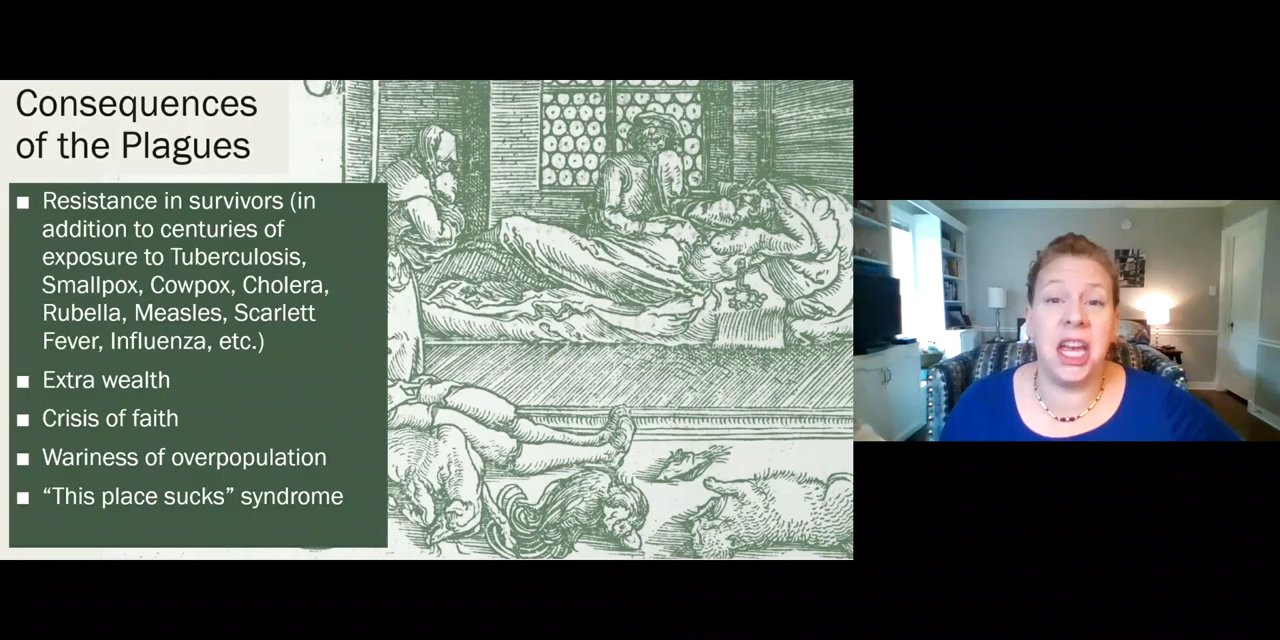 Consequences
of the Plagues
■ Resistance in survivors (in
addition to centuries of
exposure to Tuberculosis,
Smallpox, Cowpox, Cholera,
Rubella, Measles, Scarlett
Fever, Influenza, etc.)
■ Extra wealth
■ Crisis of faith
■ Wariness of overpopulation
■ “This place sucks” syndrome